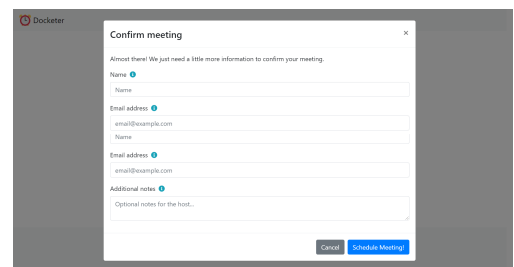 Docketer
Confirm meeting
×
Almost there! We just need a little more information to confirm your meeting.
Name
Name
Email address
email@example.com
Name
Email address
email@example.com
Additional notes
Optional notes for the host...
Cancel
Schedule Meeting!